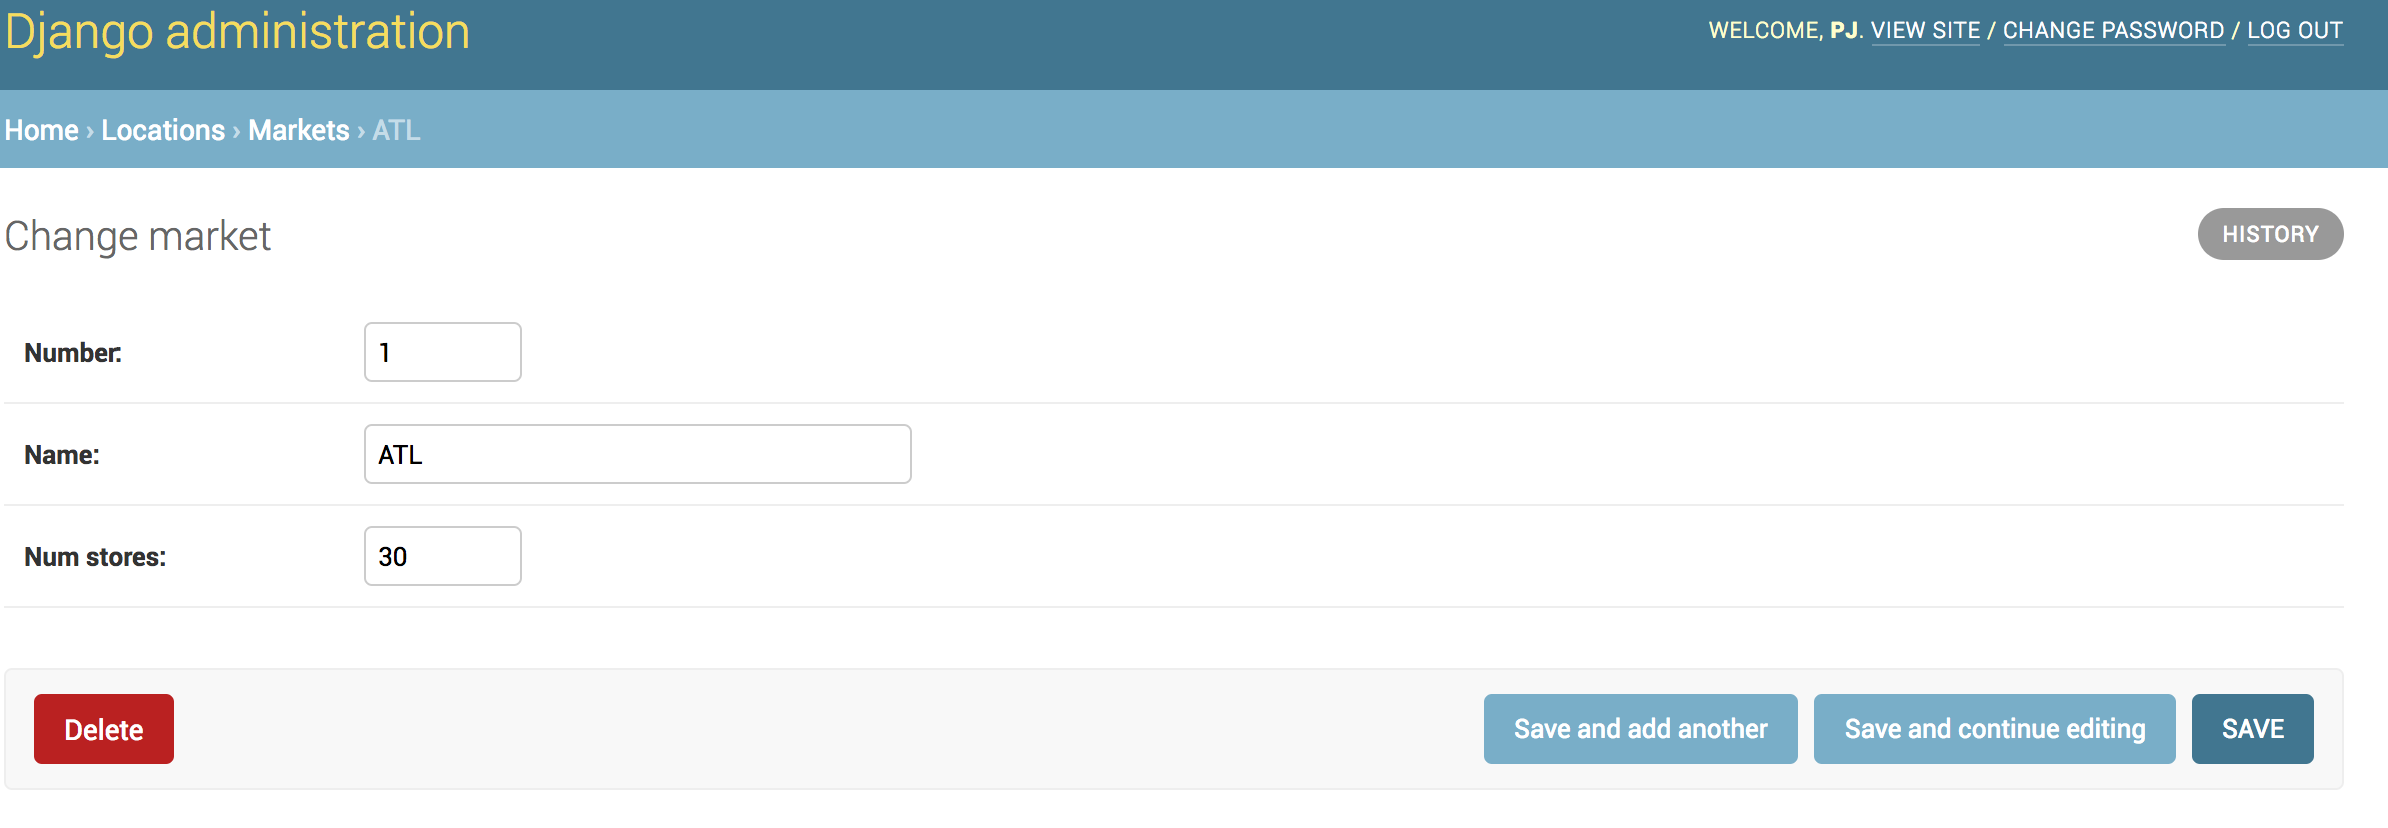 Django administration
WELCOME, PJ. VIEW SITE / CHANGE PASSWORD / LOG OUT
Home › Locations › Markets › ATL
Change market
HISTORY
Number: 1
Name: ATL
Num stores: 30
Delete
Save and add another
Save and continue editing
SAVE